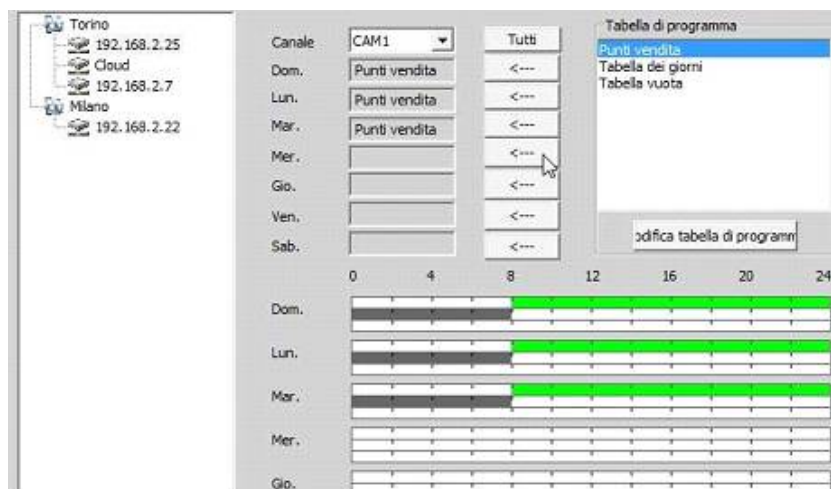 Torino
192.168.2.25
Cloud
192.168.2.7
Milano
192.168.2.22
Canale CAM1 Tutti
Dom. Punti vendita <---
Lun. Punti vendita <---
Mar. Punti vendita <---
Mer. <---
Gio. <---
Ven. <---
Sab. <---
Tabella di programma
Punti vendita
Tabella dei giorni
Tabella vuota
odifica tabella di programm
0 4 8 12 16 20 24
Dom.
Lun.
Mar.
Mer.
Gio.